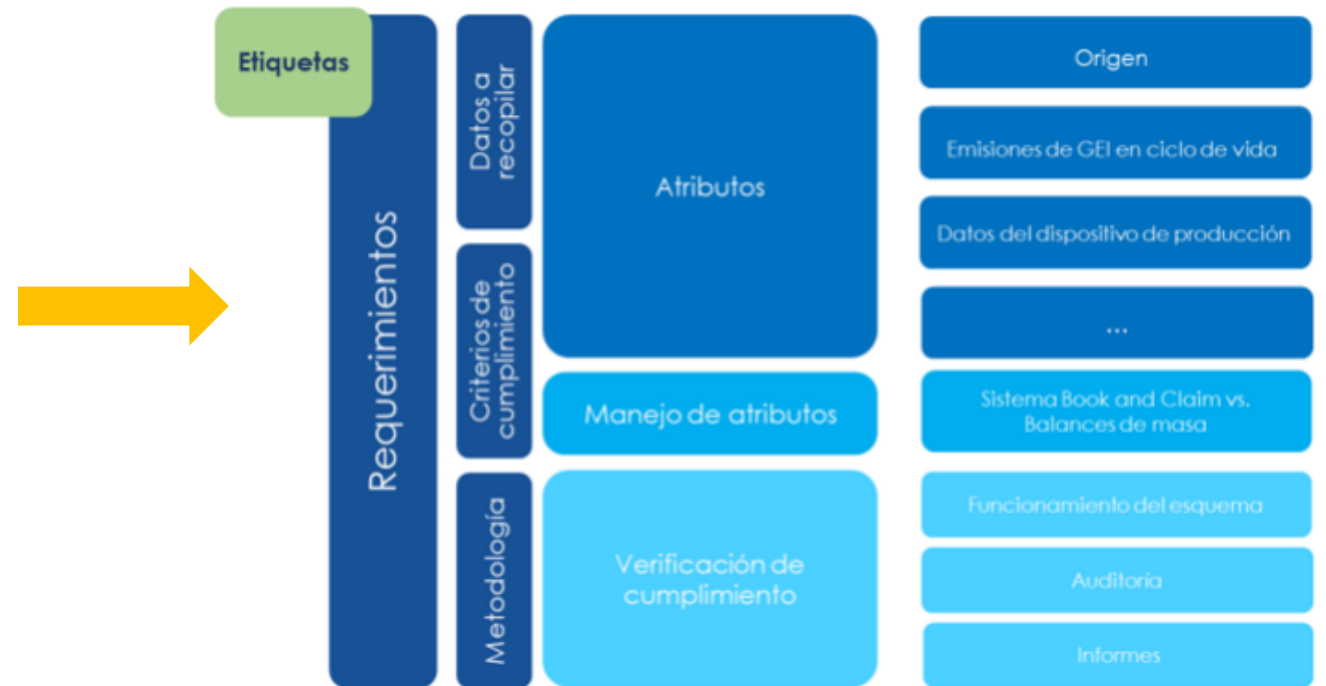 Etiquetas
Requerimientos
Datos a
recopilar
Criterios de
cumplimiento
Metodología
Atributos
Manejo de atributos
Verificación de
cumplimiento
Origen
Emisiones de GEI en ciclo de vida
Datos del dispositivo de producción
...
Sistema Book and Claim vs.
Balances de masa
Funcionamiento del esquema
Auditoría
Informes